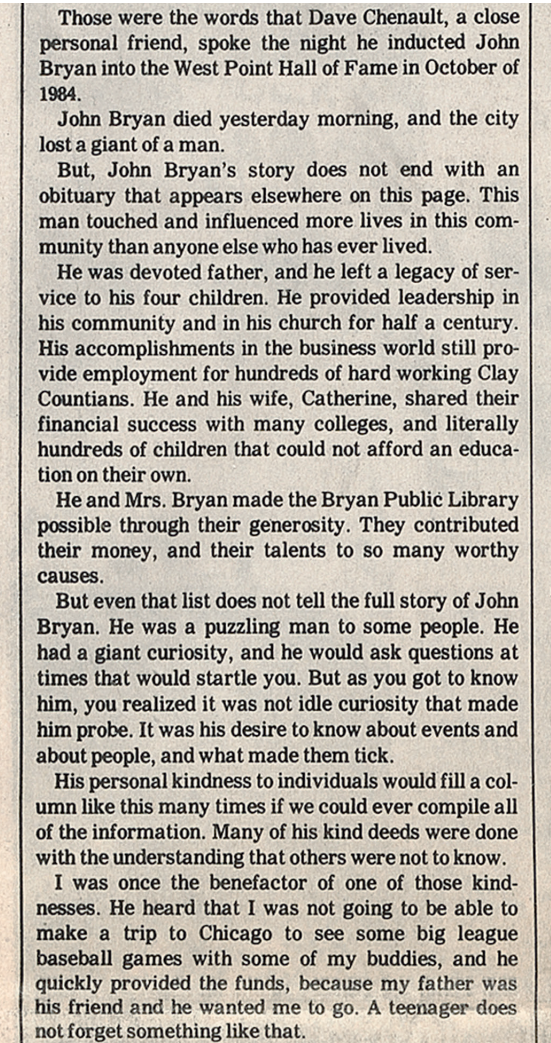 Those were the words that Dave Chenault, a close
personal friend, spoke the night he inducted John
Bryan into the West Point Hall of Fame in October of
1984.
John Bryan died yesterday morning, and the city
lost a giant of a man.
But, John Bryan's story does not end with an
obituary that appears elsewhere on this page. This
man touched and influenced more lives in this com-
munity than anyone else who has ever lived.
He was devoted father, and he left a legacy of ser-
vice to his four children. He provided leadership in
his community and in his church for half a century.
His accomplishments in the business world still pro-
vide employment for hundreds of hard working Clay
Countians. He and his wife, Catherine, shared their
financial success with many colleges, and literally
hundreds of children that could not afford an educa-
tion on their own.
He and Mrs. Bryan made the Bryan Public Library
possible through their generosity. They contributed
their money, and their talents to so many worthy
causes.
But even that list does not tell the full story of John
Bryan. He was a puzzling man to some people. He
had a giant curiosity, and he would ask questions at
times that would startle you. But as you got to know
him, you realized it was not idle curiosity that made
him probe. It was his desire to know about events and
about people, and what made them tick.
His personal kindness to individuals would fill a col-
umn like this many times if we could ever compile all
of the information. Many of his kind deeds were done
with the understanding that others were not to know.
I was once the benefactor of one of those kind-
nesses. He heard that I was not going to be able to
make a trip to Chicago to see some big league
baseball games with some of my buddies, and he
quickly provided the funds, because my father was
his friend and he wanted me to go. A teenager does
not forget something like that.